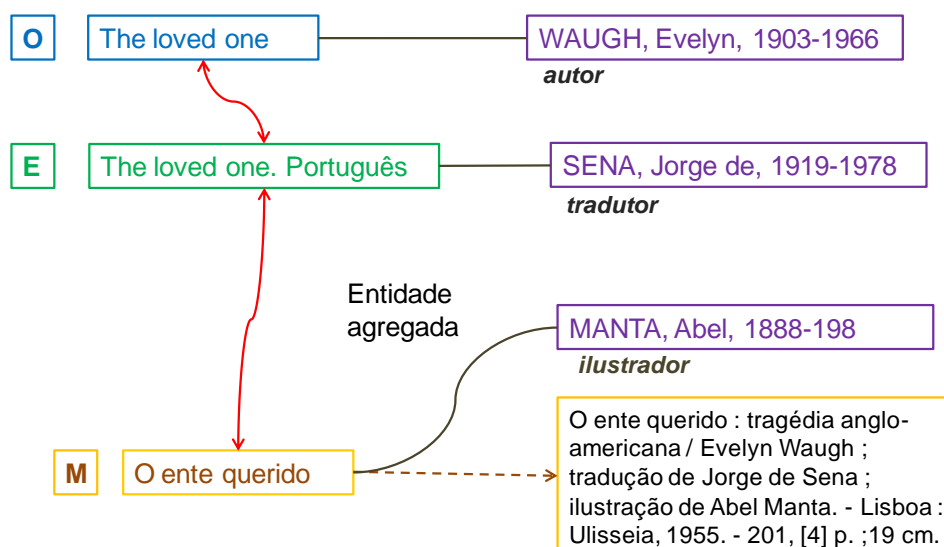 O
The loved one
WAUGH, Evelyn, 1903-1966
autor
E
The loved one. Português
SENA, Jorge de, 1919-1978
tradutor
Entidade
agregada
MANTA, Abel, 1888-198
ilustrador
M
O ente querido
O ente querido : tragédia anglo-
americana / Evelyn Waugh ;
tradução de Jorge de Sena ;
ilustração de Abel Manta. - Lisboa :
Ulisseia, 1955. - 201, [4] p. ;19 cm.